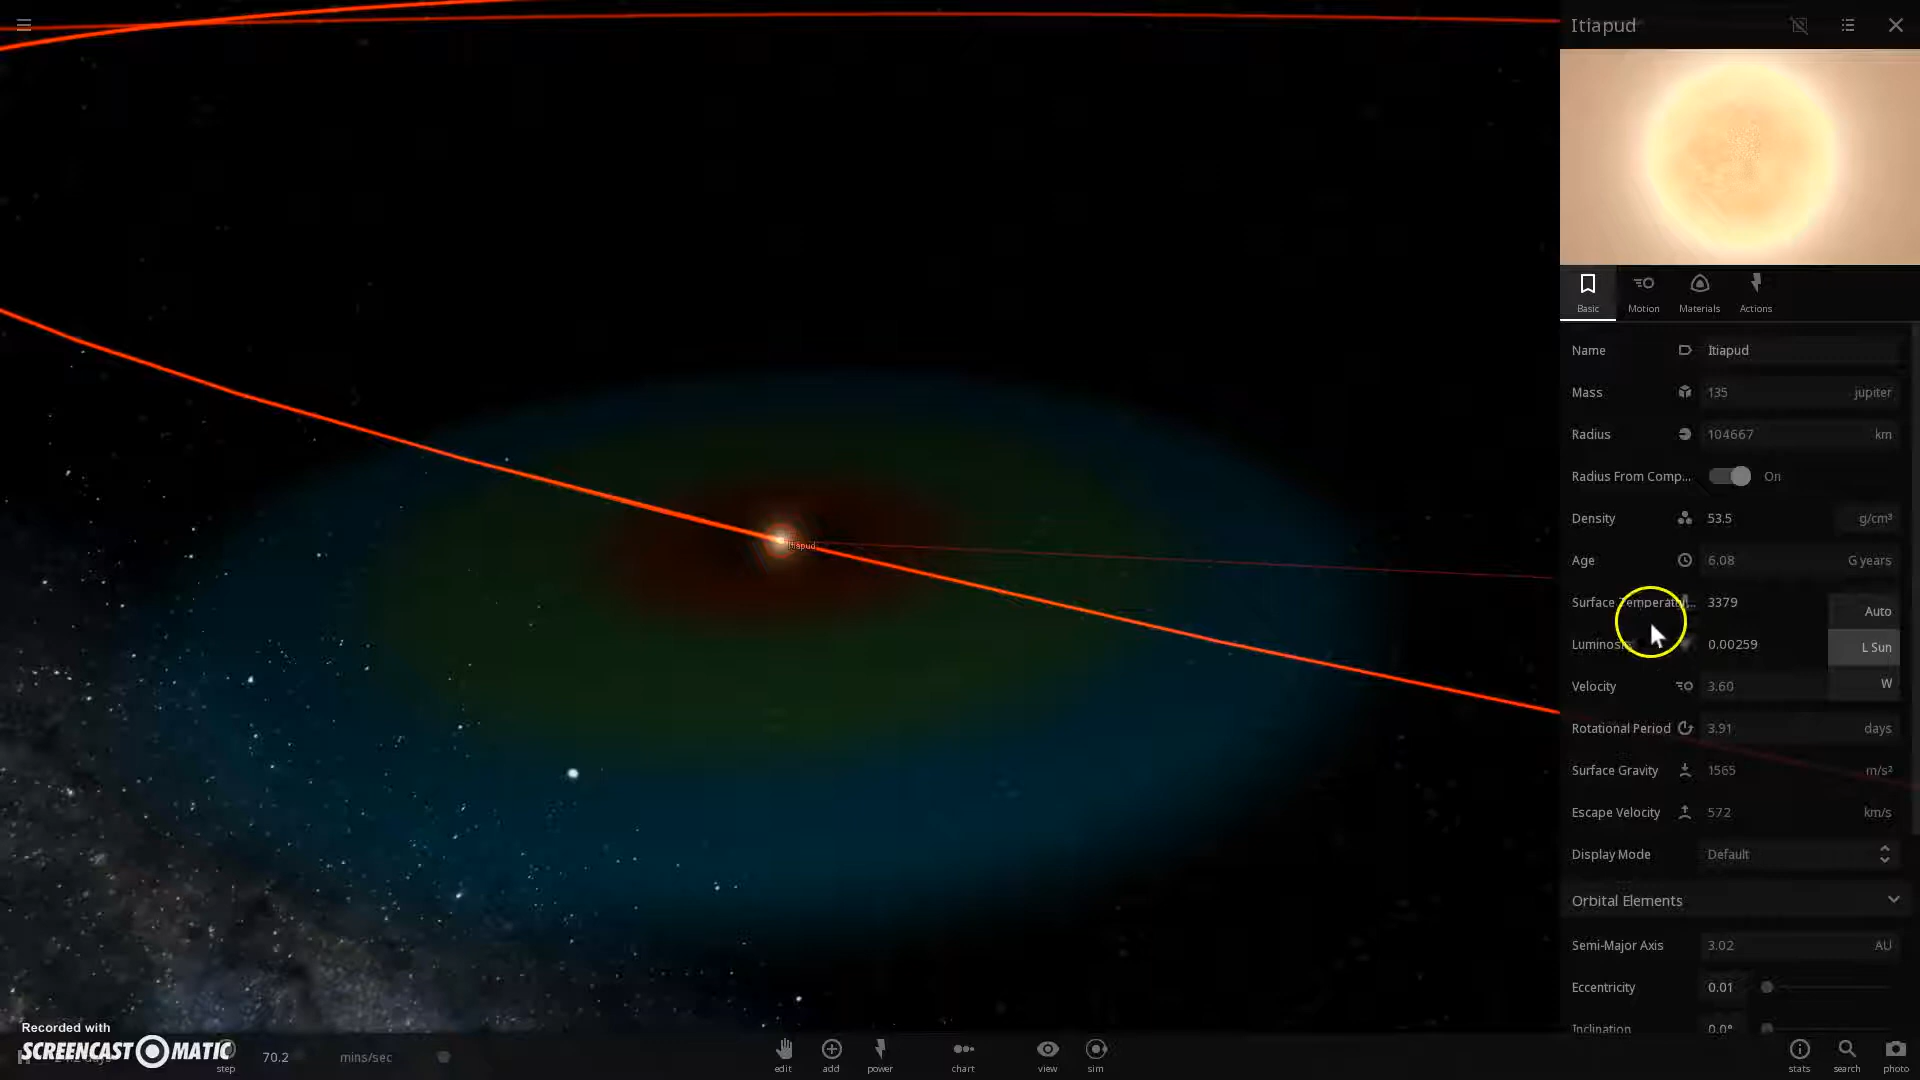 Itiapud
Basic
Motion
Materials
Actions
Name
Itiapud
Mass
135
jupiter
Radius
104667
km
Radius From Comp...
On
Density
53.5
g/cm³
Age
6.08
G years
Surface Temperatu...
3379
Auto
Luminosi
0.00259
L Sun
Velocity
3.60
W
Rotational Period
3.91
days
Surface Gravity
1565
m/s²
Escape Velocity
572
km/s
Display Mode
Default
Orbital Elements
Semi-Major Axis
3.02
AU
Eccentricity
0.01
Inclination
0.0°
Itiapud
Recorded with
SCREENCAST MATIC
step
70.2
mins/sec
edit
add
power
chart
view
sim
stats
search
photo